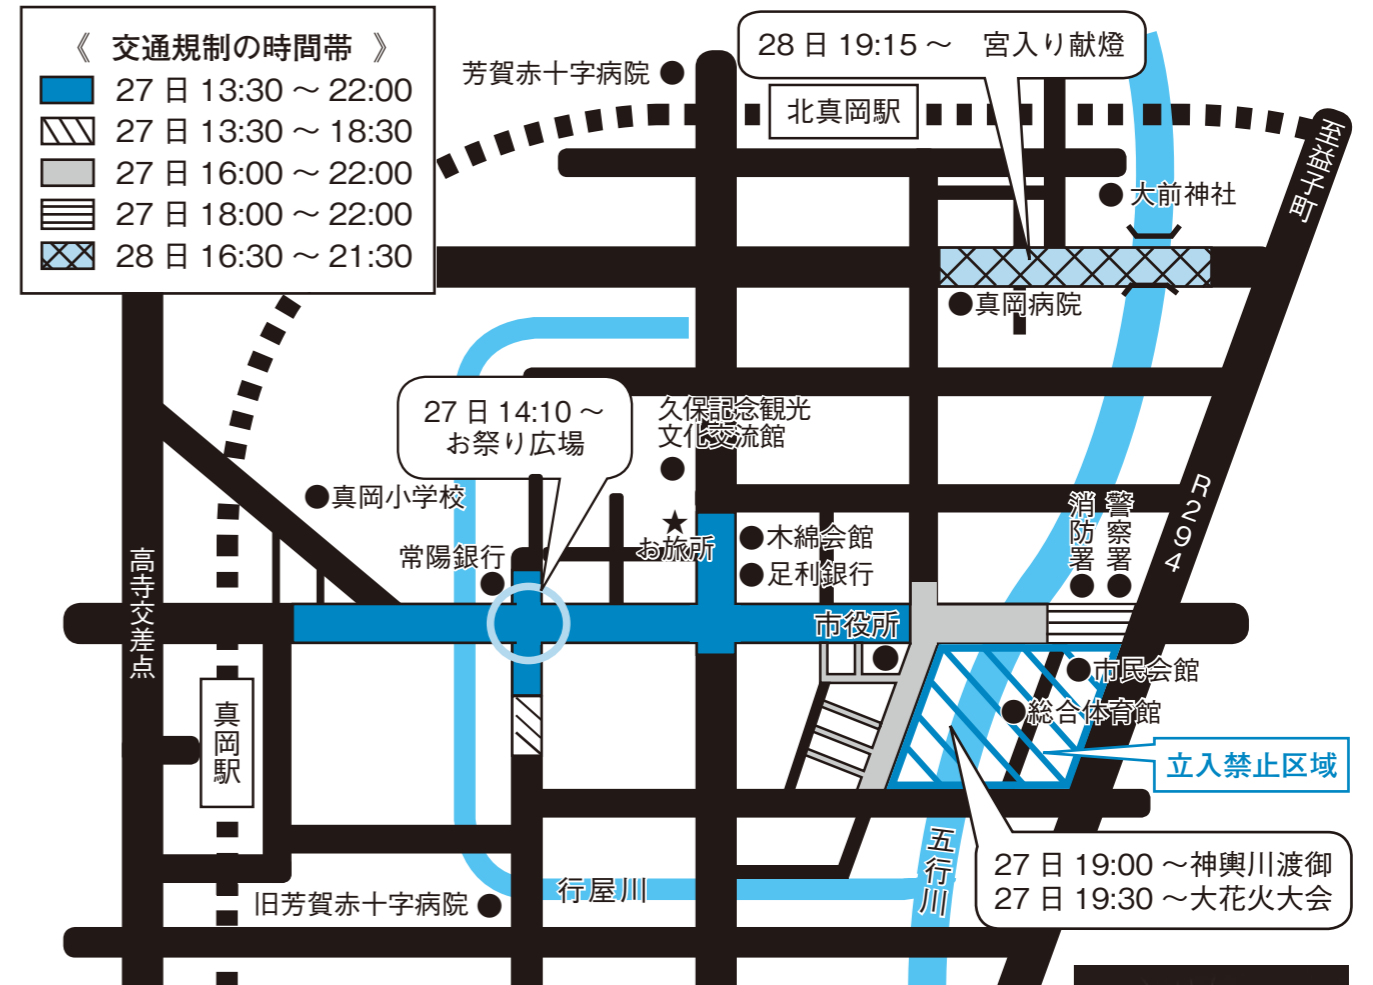 《 交通規制の時間帯 》
27 日 13:30 ～ 22:00
27 日 13:30 ～ 18:30
27 日 16:00 ～ 22:00
27 日 18:00 ～ 22:00
28 日 16:30 ～ 21:30
28 日 19:15 ～　宮入り献燈
芳賀赤十字病院
北真岡駅
至益子町
大前神社
真岡病院
27 日 14:10 ～
お祭り広場
久保記念観光
文化交流館
真岡小学校
R294
消防署
警察署
お旅所
木綿会館
常陽銀行
足利銀行
高寺交差点
市役所
市民会館
真岡駅
総合体育館
立入禁止区域
五行川
27 日 19:00 ～神輿川渡御
27 日 19:30 ～大花火大会
旧芳賀赤十字病院
行屋川